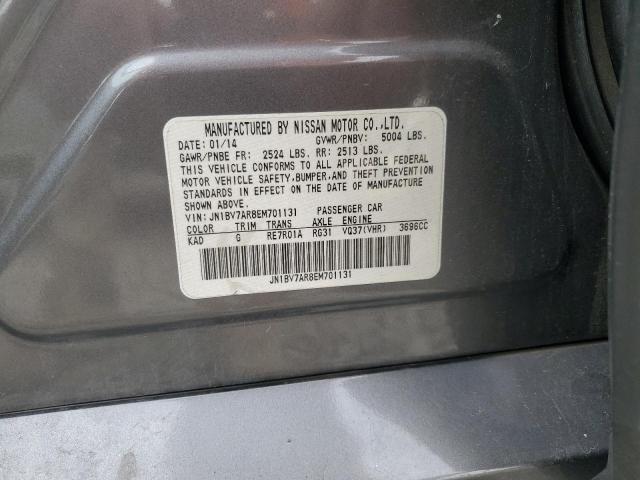 MANUFACTURED BY NISSAN MOTOR CO.,LTD.
DATE: 01/14 GVWR/PNBV: 5004 LBS.
GAWR/PNBE FR: 2524 LBS. RR: 2513 LBS.
THIS VEHICLE CONFORMS TO ALL APPLICABLE FEDERAL
MOTOR VEHICLE SAFETY,BUMPER,AND THEFT PREVENTION
STANDARDS IN EFFECT ON THE DATE OF MANUFACTURE
SHOWN ABOVE.
VIN: JN1BV7AR8EM701131 PASSENGER CAR
COLOR TRIM TRANS AXLE ENGINE
KAD G RE7R01A RG31 VQ37(VHR) 3696CC
JN1BV7AR8EM701131